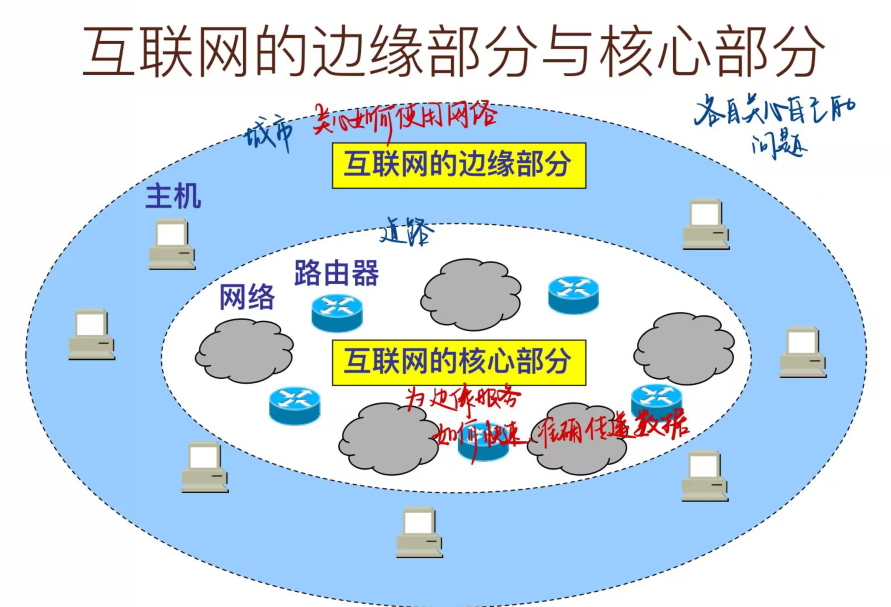 互联网的边缘部分与核心部分
城市 关心如何使用网络
各自关心自己的
问题
互联网的边缘部分
主机
道路
路由器
网络
互联网的核心部分
为边缘服务
如何快速、准确传送数据